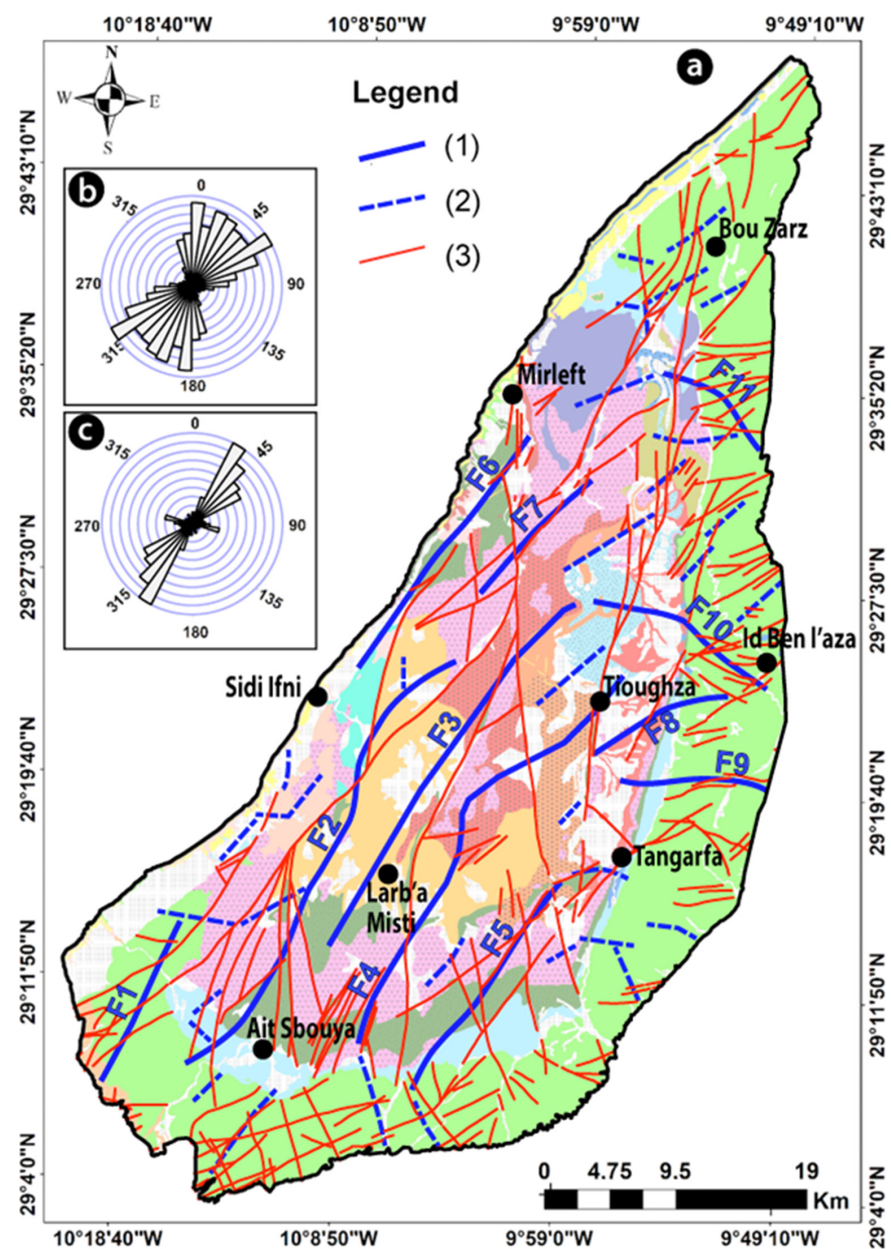 10°18'40"W 10°8'50"W 9°59'0"W 9°49'10"W
a
N
W E
S
Legend
(1)
(2)
(3)
29°43'10"N
29°43'10"N
b
0
315 45
270 90
315 135
180
Bou Zarz
29°35'20"N
29°35'20"N
Mirleft
F11
c
0
315 45
270 90
315 135
180
F6
F7
29°27'30"N
29°27'30"N
F10
Id Ben l'aza
Sidi Ifni
Tioughza
F3
F8
F9
29°19'40"N
29°19'40"N
F2
Tangarfa
Larb'a
Misti
F5
F4
29°11'50"N
29°11'50"N
F1
Ait Sbouya
0 4.75 9.5 19
Km
29°4'0"N
29°4'0"N
10°18'40"W 10°8'50"W 9°59'0"W 9°49'10"W